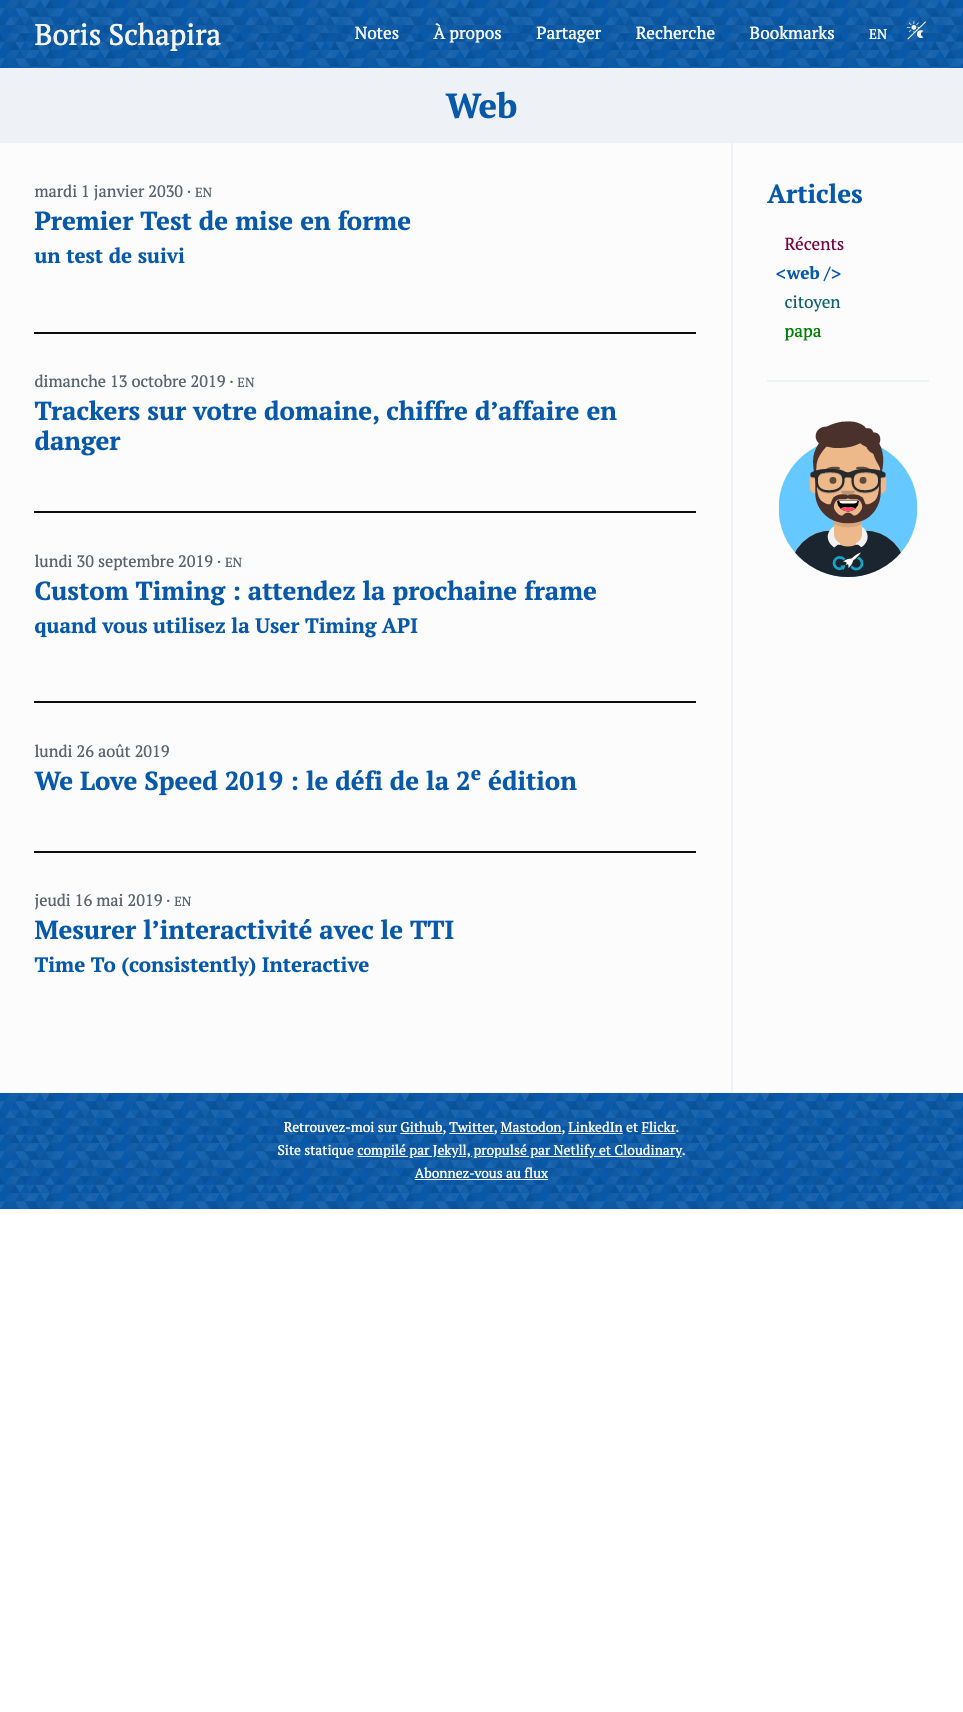 Boris Schapira
Notes
À propos
Partager
Recherche
Bookmarks
EN
Web
mardi 1 janvier 2030 · EN
Premier Test de mise en forme
un test de suivi
dimanche 13 octobre 2019 · EN
Trackers sur votre domaine, chiffre d’affaire en
danger
lundi 30 septembre 2019 · EN
Custom Timing : attendez la prochaine frame
quand vous utilisez la User Timing API
lundi 26 août 2019
We Love Speed 2019 : le défi de la 2e édition
jeudi 16 mai 2019 · EN
Mesurer l’interactivité avec le TTI
Time To (consistently) Interactive
Articles
Récents
<web />
citoyen
papa
Retrouvez-moi sur Github, Twitter, Mastodon, LinkedIn et Flickr.
Site statique compilé par Jekyll, propulsé par Netlify et Cloudinary.
Abonnez-vous au flux